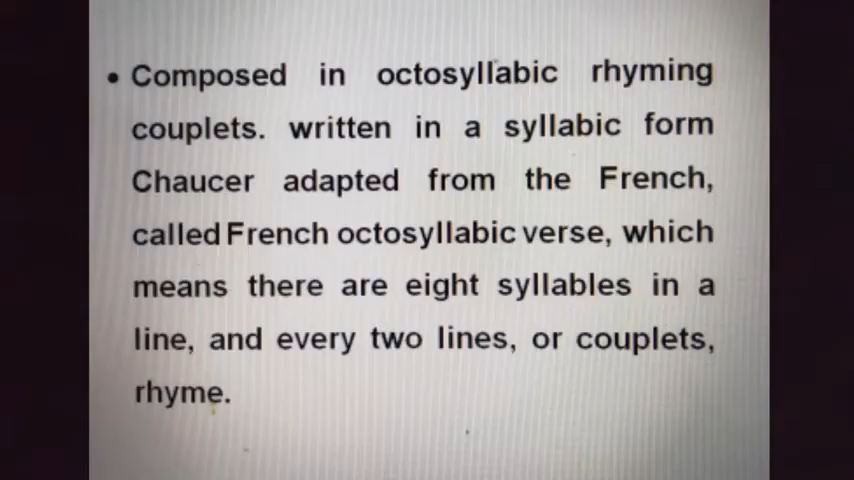 • Composed in octosyllabic rhyming
couplets. written in a syllabic form
Chaucer adapted from the French,
called French octosyllabic verse, which
means there are eight syllables in a
line, and every two lines, or couplets,
rhyme.